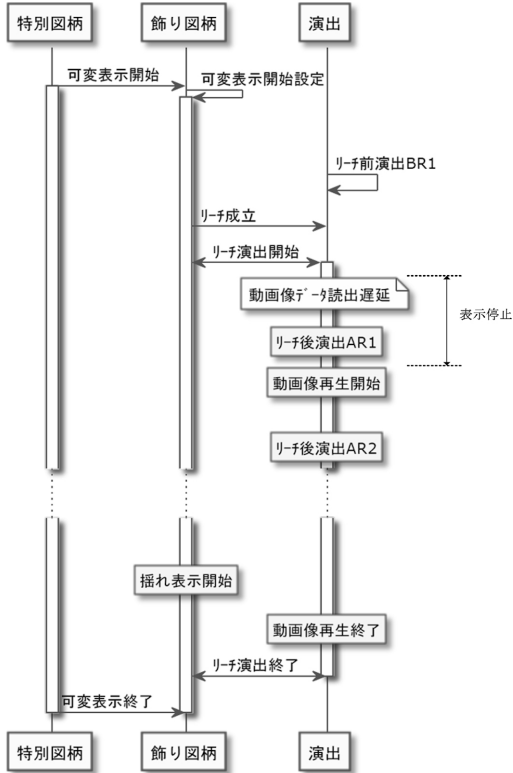 特別図柄
飾り図柄
演出
可変表示開始
可変表示開始設定
ﾘｰﾁ前演出BR1
ﾘｰﾁ成立
ﾘｰﾁ演出開始
動画像ﾃﾞｰﾀ読出遅延
表示停止
ﾘｰﾁ後演出AR1
動画像再生開始
ﾘｰﾁ後演出AR2
揺れ表示開始
動画像再生終了
ﾘｰﾁ演出終了
可変表示終了
特別図柄
飾り図柄
演出